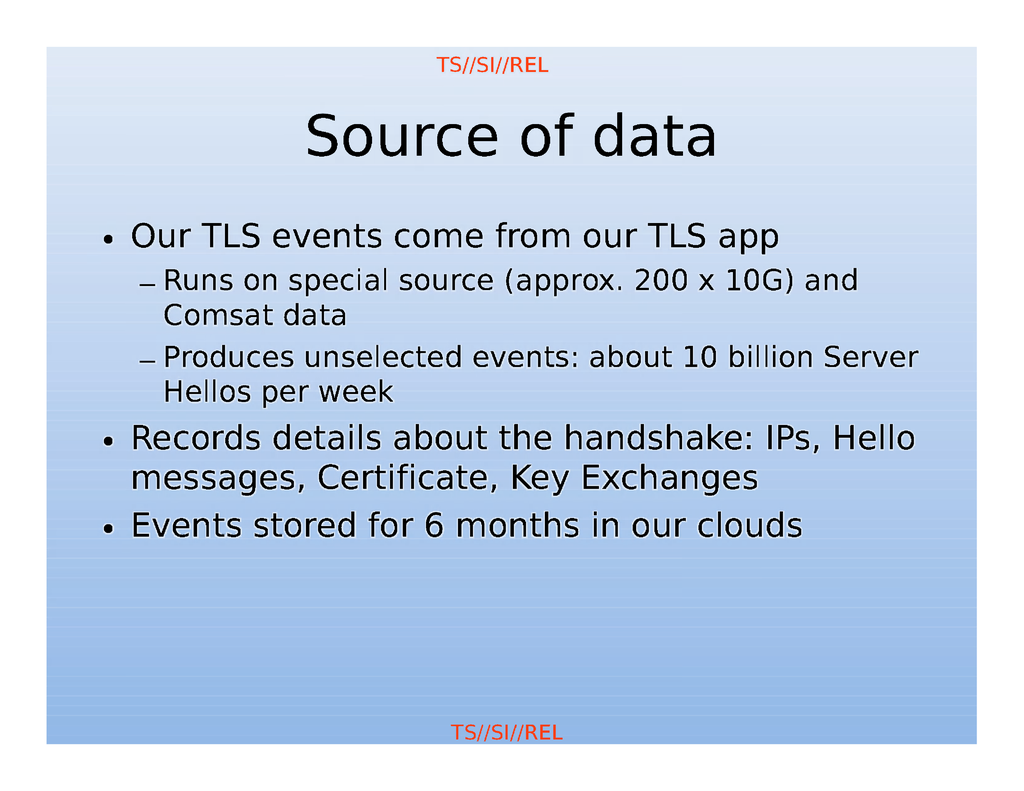 TS//SI//REL
Source of data
• Our TLS events come from our TLS app
– Runs on special source (approx. 200 x 10G) and
Comsat data
– Produces unselected events: about 10 billion Server
Hellos per week
• Records details about the handshake: IPs, Hello
messages, Certificate, Key Exchanges
• Events stored for 6 months in our clouds
TS//SI//REL